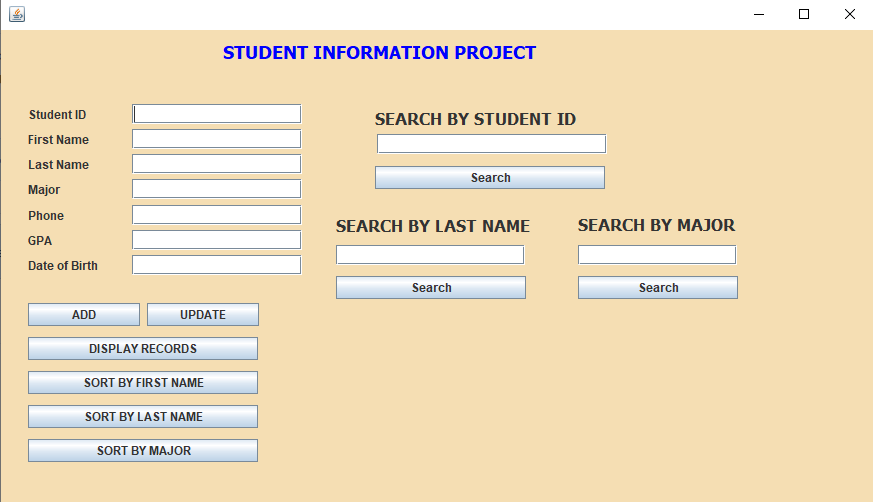 STUDENT INFORMATION PROJECT
Student ID
First Name
Last Name
Major
Phone
GPA
Date of Birth
SEARCH BY STUDENT ID
Search
SEARCH BY LAST NAME
Search
SEARCH BY MAJOR
Search
ADD
UPDATE
DISPLAY RECORDS
SORT BY FIRST NAME
SORT BY LAST NAME
SORT BY MAJOR